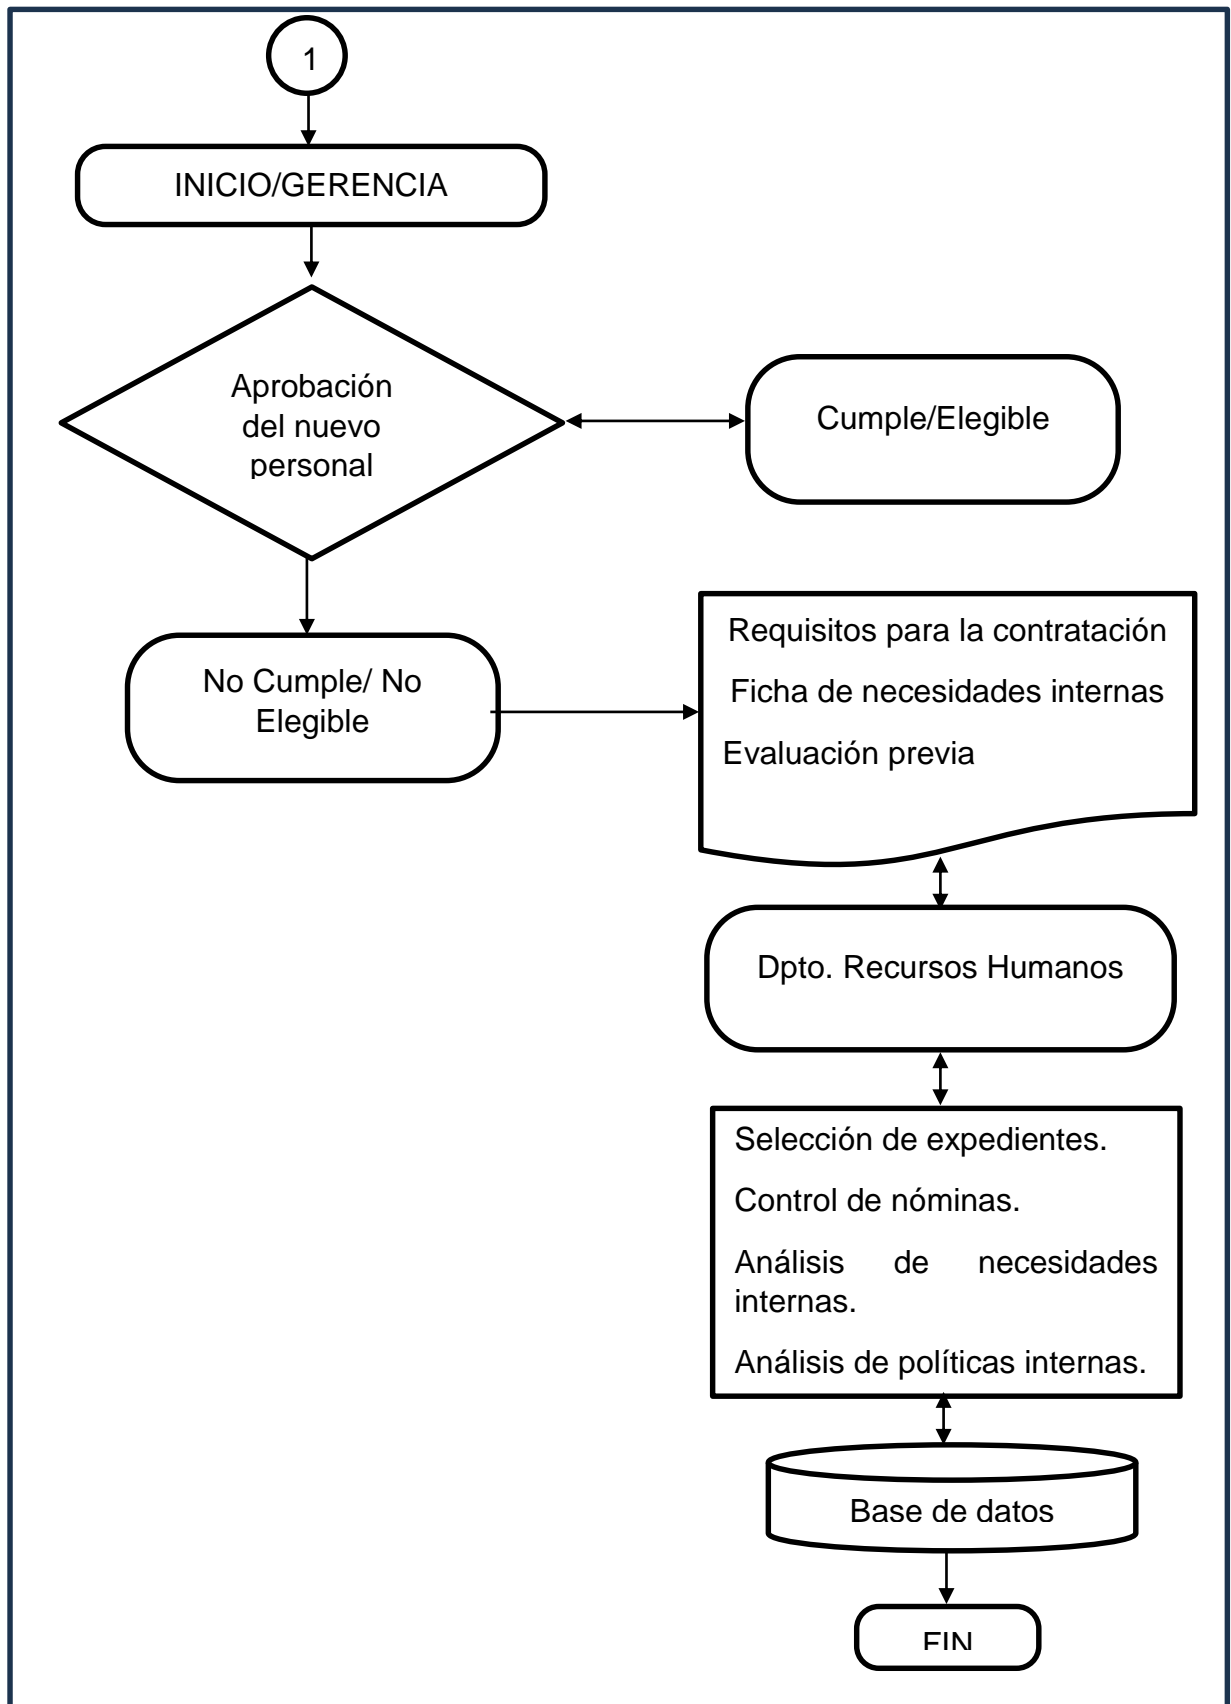 1
INICIO/GERENCIA
Aprobación
del nuevo
personal
Cumple/Elegible
No Cumple/ No
Elegible
Requisitos para la contratación
Ficha de necesidades internas
Evaluación previa
Dpto. Recursos Humanos
Selección de expedientes.
Control de nóminas.
Análisis de necesidades
internas.
Análisis de políticas internas.
Base de datos
FIN